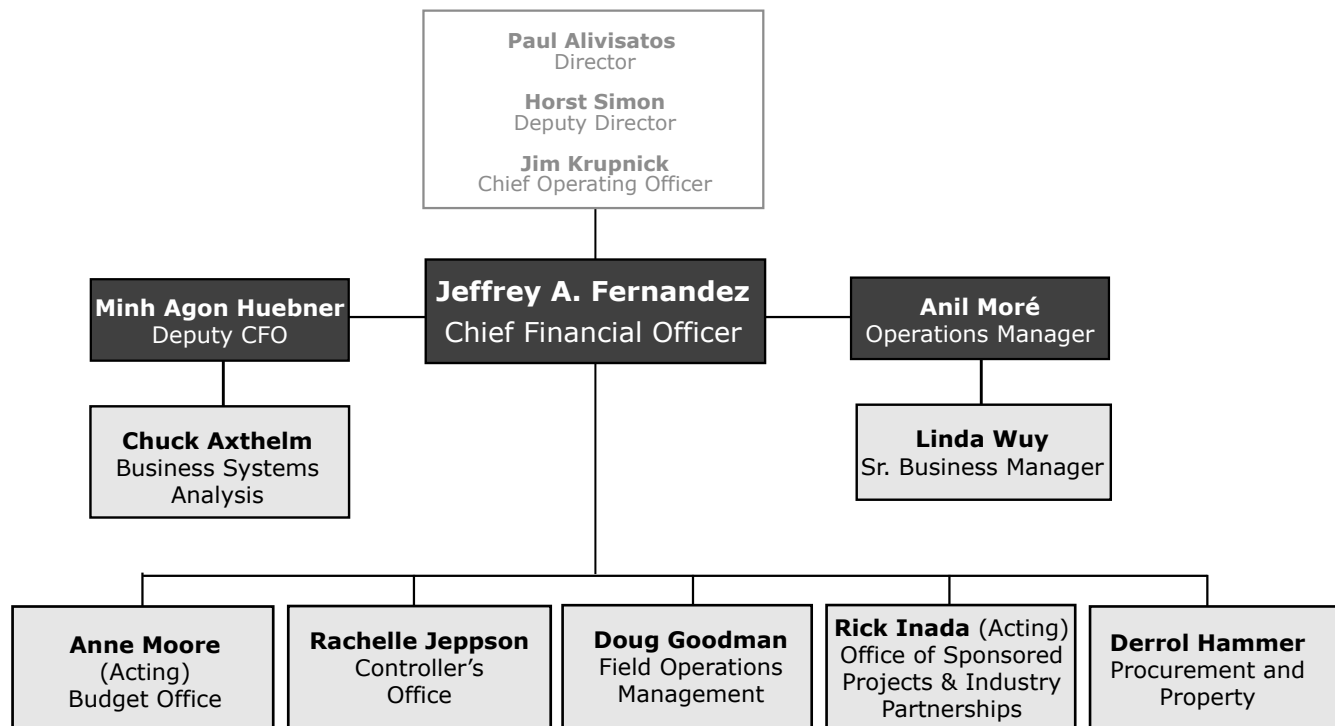 Paul Alivisatos
Director
Horst Simon
Deputy Director
Jim Krupnick
Chief Operating Officer
Minh Agon Huebner
Deputy CFO
Jeffrey A. Fernandez
Chief Financial Officer
Anil Moré
Operations Manager
Chuck Axthelm
Business Systems
Analysis
Linda Wuy
Sr. Business Manager
Anne Moore
(Acting)
Budget Office
Rachelle Jeppson
Controller’s
Office
Doug Goodman
Field Operations
Management
Rick Inada (Acting)
Office of Sponsored
Projects & Industry
Partnerships
Derrol Hammer
Procurement and
Property